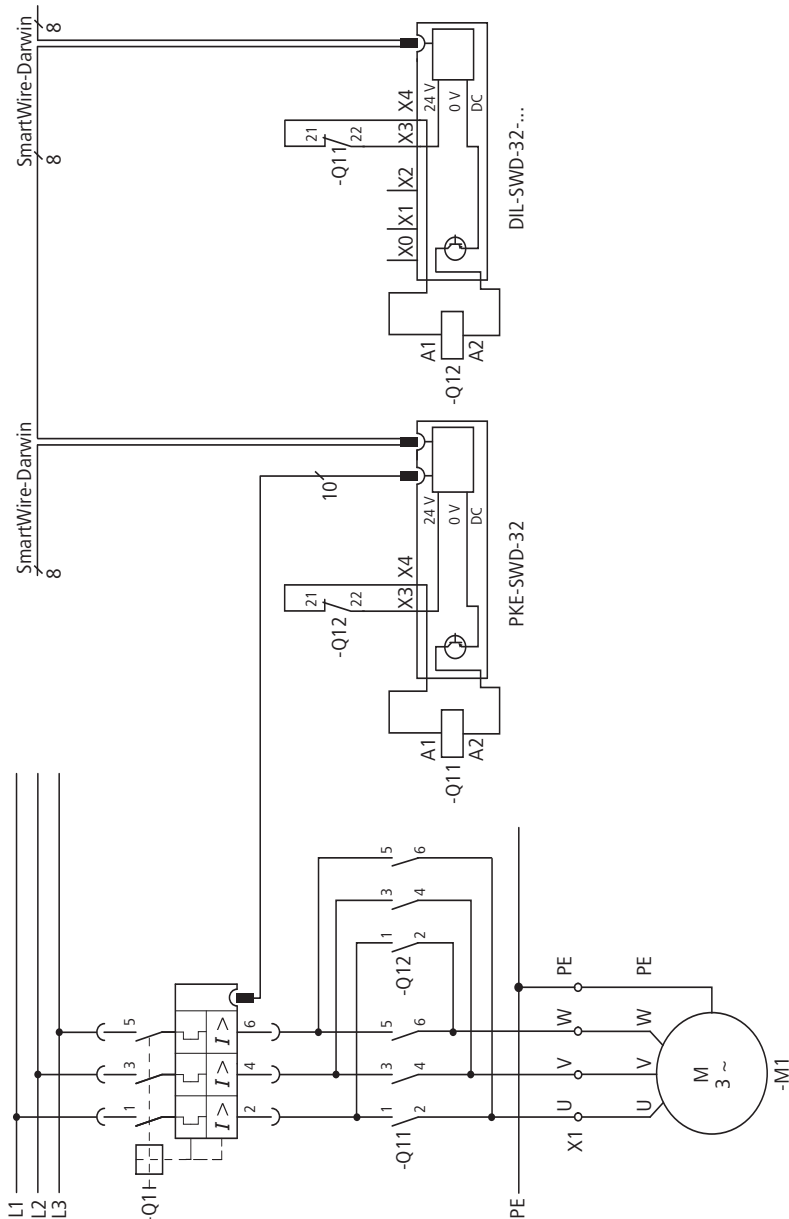 SmartWire-Darwin
8
8
SmartWire-Darwin
8
10
-Q11
21
22
X0
X1
X2
X3
X4
24 V
0 V
DC
A1
A2
-Q12
DIL-SWD-32-...
-Q12
21
22
X3
X4
24 V
0 V
DC
A1
A2
-Q11
PKE-SWD-32
L1
L2
L3
-Q1
1
3
5
I >
I >
I >
2
4
6
-Q11
1
2
3
4
5
6
-Q12
1
2
3
4
5
6
PE
X1
U
V
W
PE
U
V
W
PE
M
3 ~
-M1